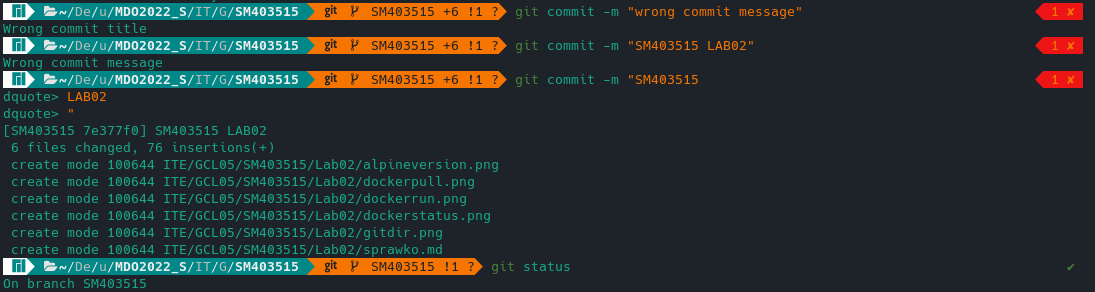 ~/De/u/MDO2022_S/IT/G/SM403515 git SM403515 +6 !1 ? git commit -m "wrong commit message" 1 ✘
Wrong commit title
~/De/u/MDO2022_S/IT/G/SM403515 git SM403515 +6 !1 ? git commit -m "SM403515 LAB02" 1 ✘
Wrong commit message
~/De/u/MDO2022_S/IT/G/SM403515 git SM403515 +6 !1 ? git commit -m "SM403515 1 ✘
dquote> LAB02
dquote> "
[SM403515 7e377f0] SM403515 LAB02
6 files changed, 76 insertions(+)
create mode 100644 ITE/GCL05/SM403515/Lab02/alpineversion.png
create mode 100644 ITE/GCL05/SM403515/Lab02/dockerpull.png
create mode 100644 ITE/GCL05/SM403515/Lab02/dockerrun.png
create mode 100644 ITE/GCL05/SM403515/Lab02/dockerstatus.png
create mode 100644 ITE/GCL05/SM403515/Lab02/gitdir.png
create mode 100644 ITE/GCL05/SM403515/Lab02/sprawko.md
~/De/u/MDO2022_S/IT/G/SM403515 git SM403515 !1 ? git status ✔
On branch SM403515